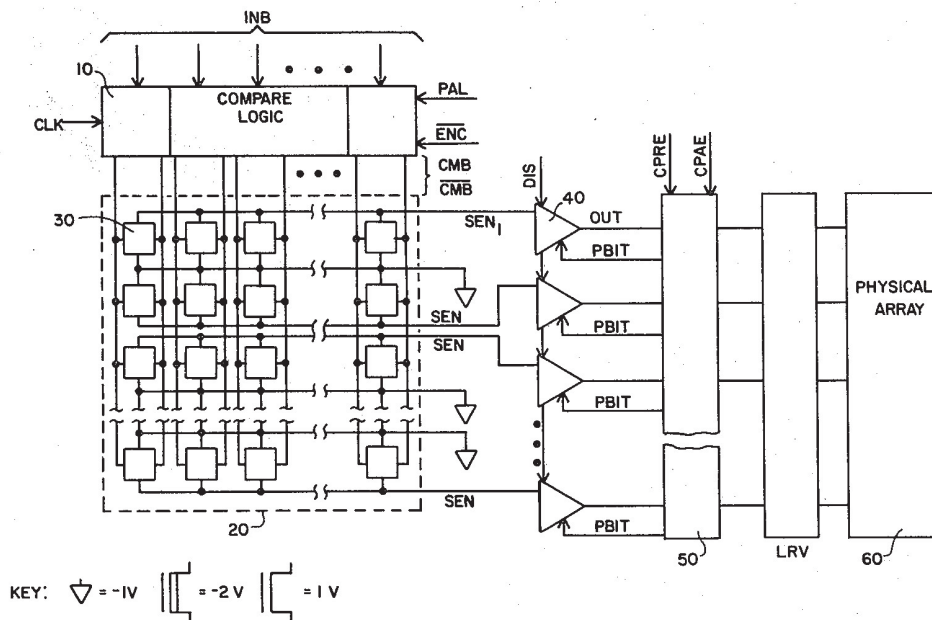 INB
10
COMPARE
LOGIC
PAL
CLK
ENC
CMB
CMB
30
SEN1
DIS
40
OUT
CPRE
CPAE
PBIT
PHYSICAL
ARRAY
SEN
SEN
PBIT
PBIT
SEN
PBIT
20
50
LRV
60
KEY: = -1V = -2 V = 1 V